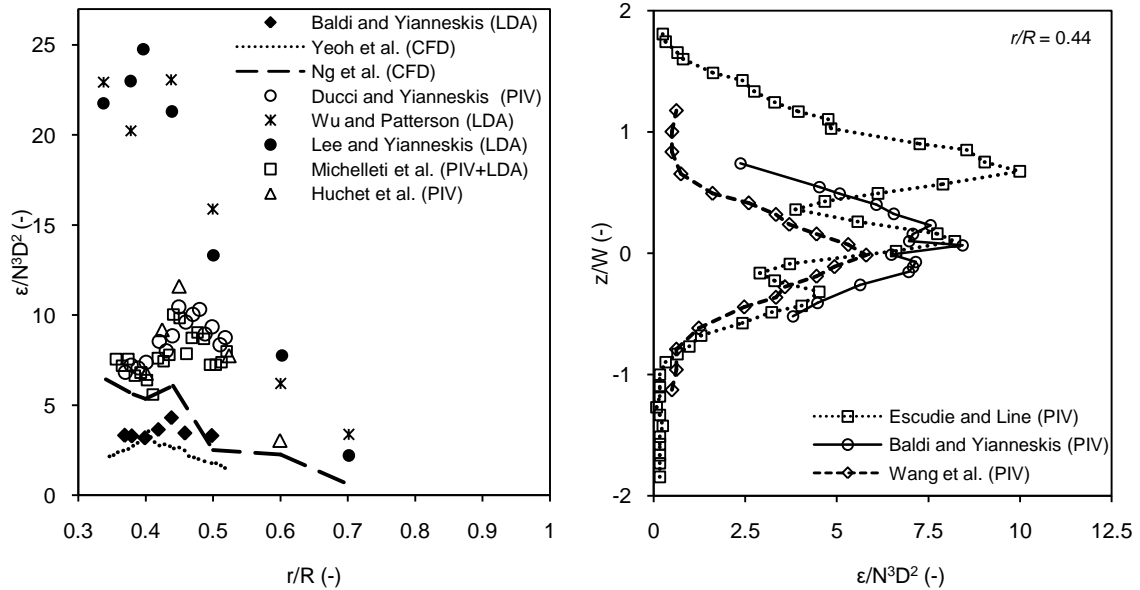 Baldi and Yianneskis (LDA)
Yeoh et al. (CFD)
Ng et al. (CFD)
Ducci and Yianneskis (PIV)
Wu and Patterson (LDA)
Lee and Yianneskis (LDA)
Michelleti et al. (PIV+LDA)
Huchet et al. (PIV)
25
20
15
10
5
0
ε/N³D² (-)
0.3 0.4 0.5 0.6 0.7 0.8 0.9 1
r/R (-)
r/R = 0.44
2
1
0
-1
-2
z/W (-)
Escudie and Line (PIV)
Baldi and Yianneskis (PIV)
Wang et al. (PIV)
0 2.5 5 7.5 10 12.5
ε/N³D² (-)